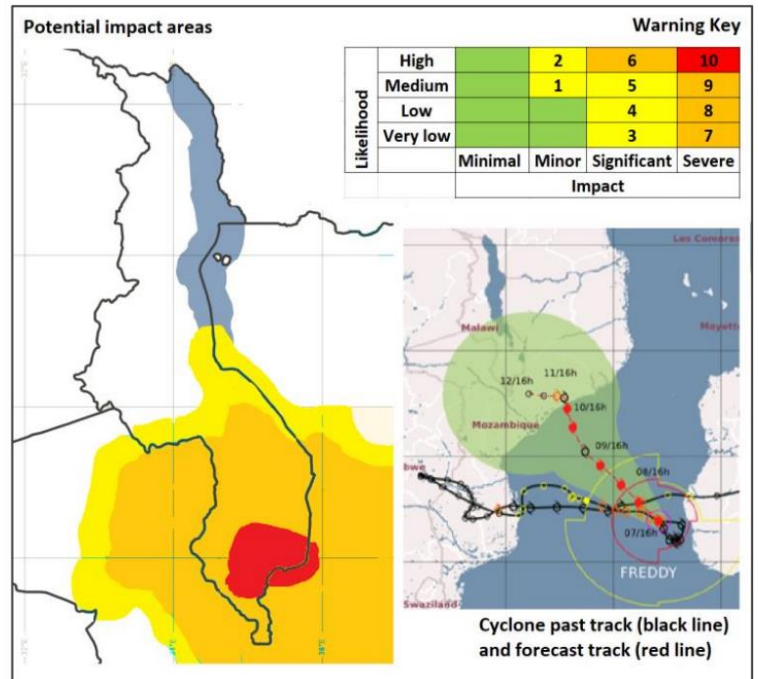 Potential impact areas
Warning Key
Likelihood
High 2 6 10
Medium 1 5 9
Low 4 8
Very low 3 7
Minimal Minor Significant Severe
Impact
Les Comores
Malawi
Mayotte
12/16h
11/16h
10/16h
Mozambique
09/16h
bwe
08/16h
07/16h
FREDDY
Swaziland
Cyclone past track (black line)
and forecast track (red line)